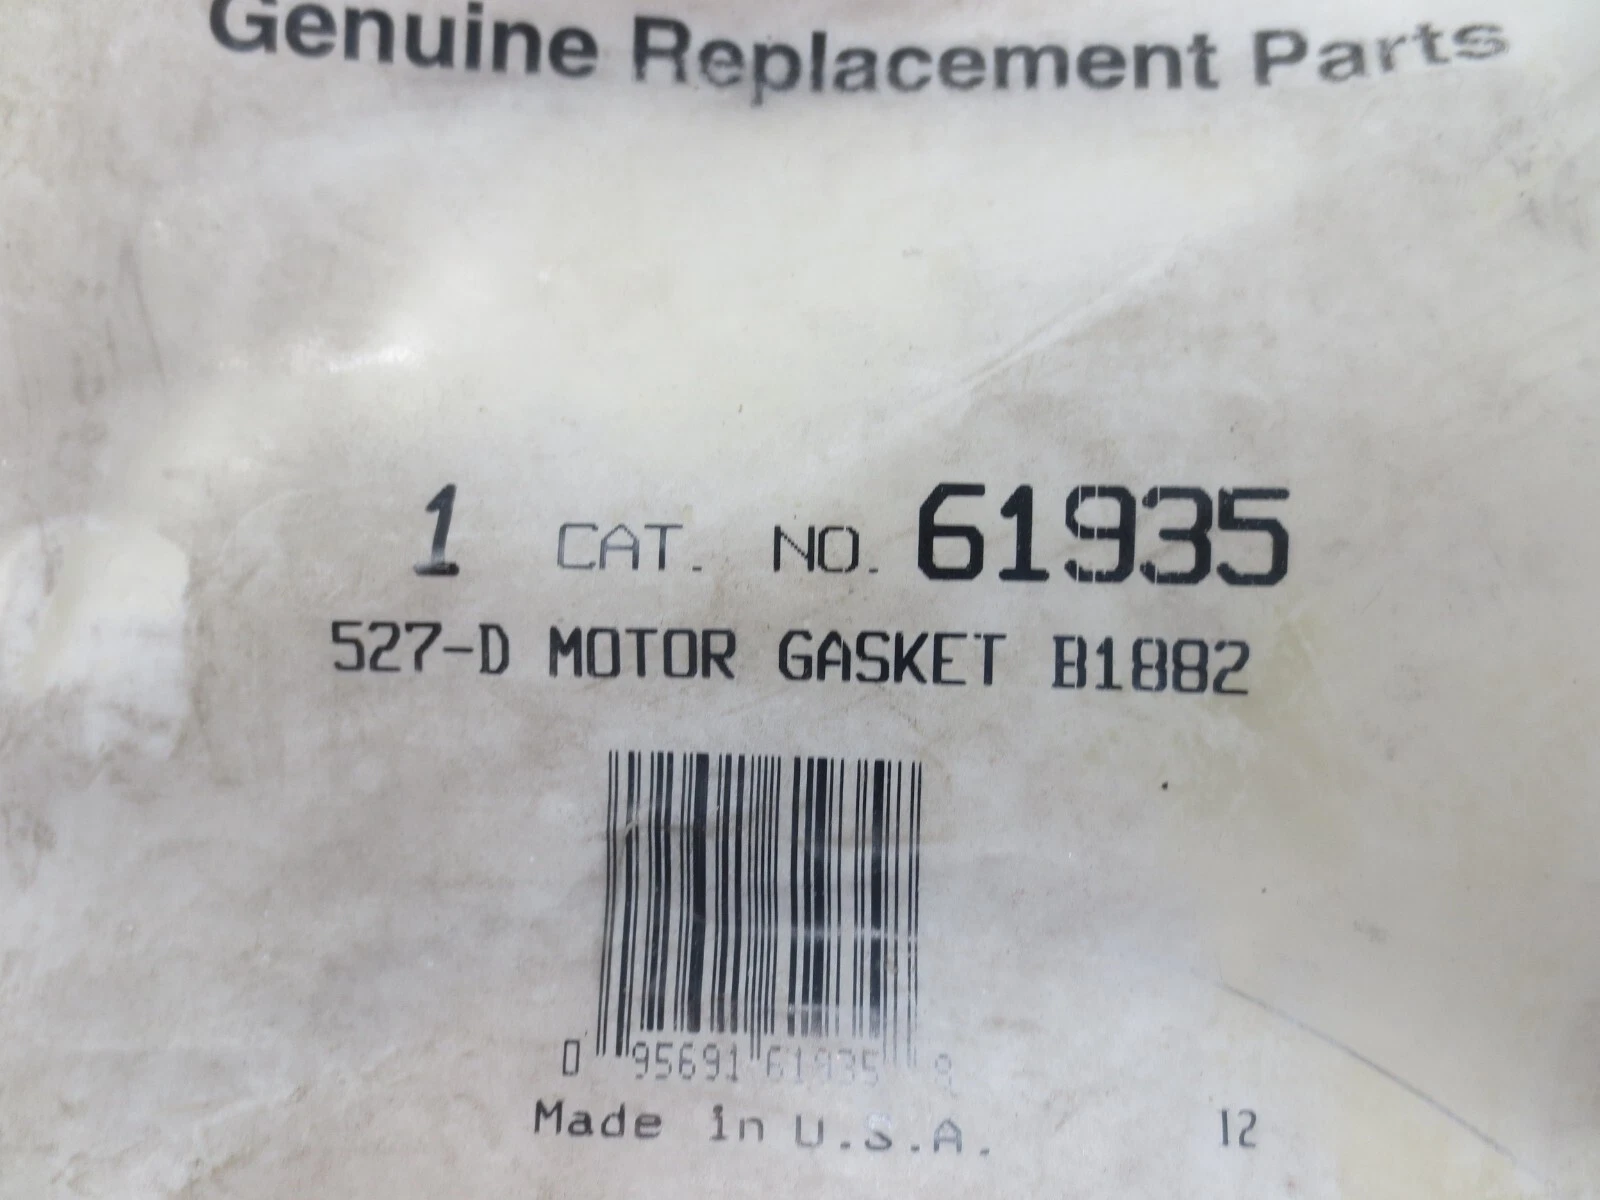 Genuine Replacement Parts
1 CAT. NO. 61935
527-D MOTOR GASKET B1882
0 95691 61935 9
Made in U.S.A. 12